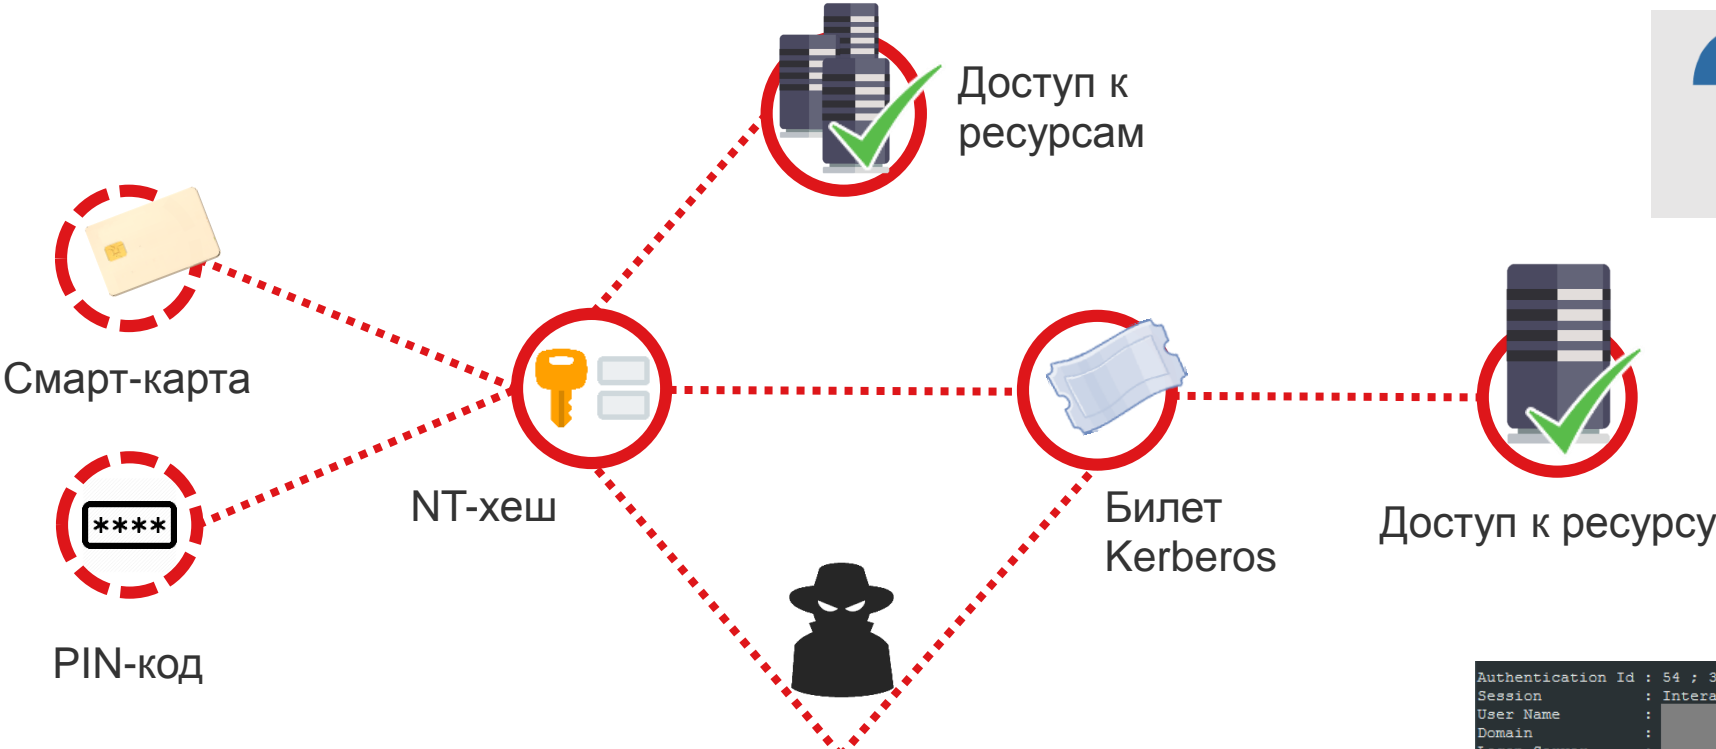 Доступ к
ресурсам
Смарт-карта
NT-хеш
Билет
Kerberos
Доступ к ресурсу
****
PIN-код
Authentication Id : 54 ; 3
Session : Intera
User Name :
Domain :